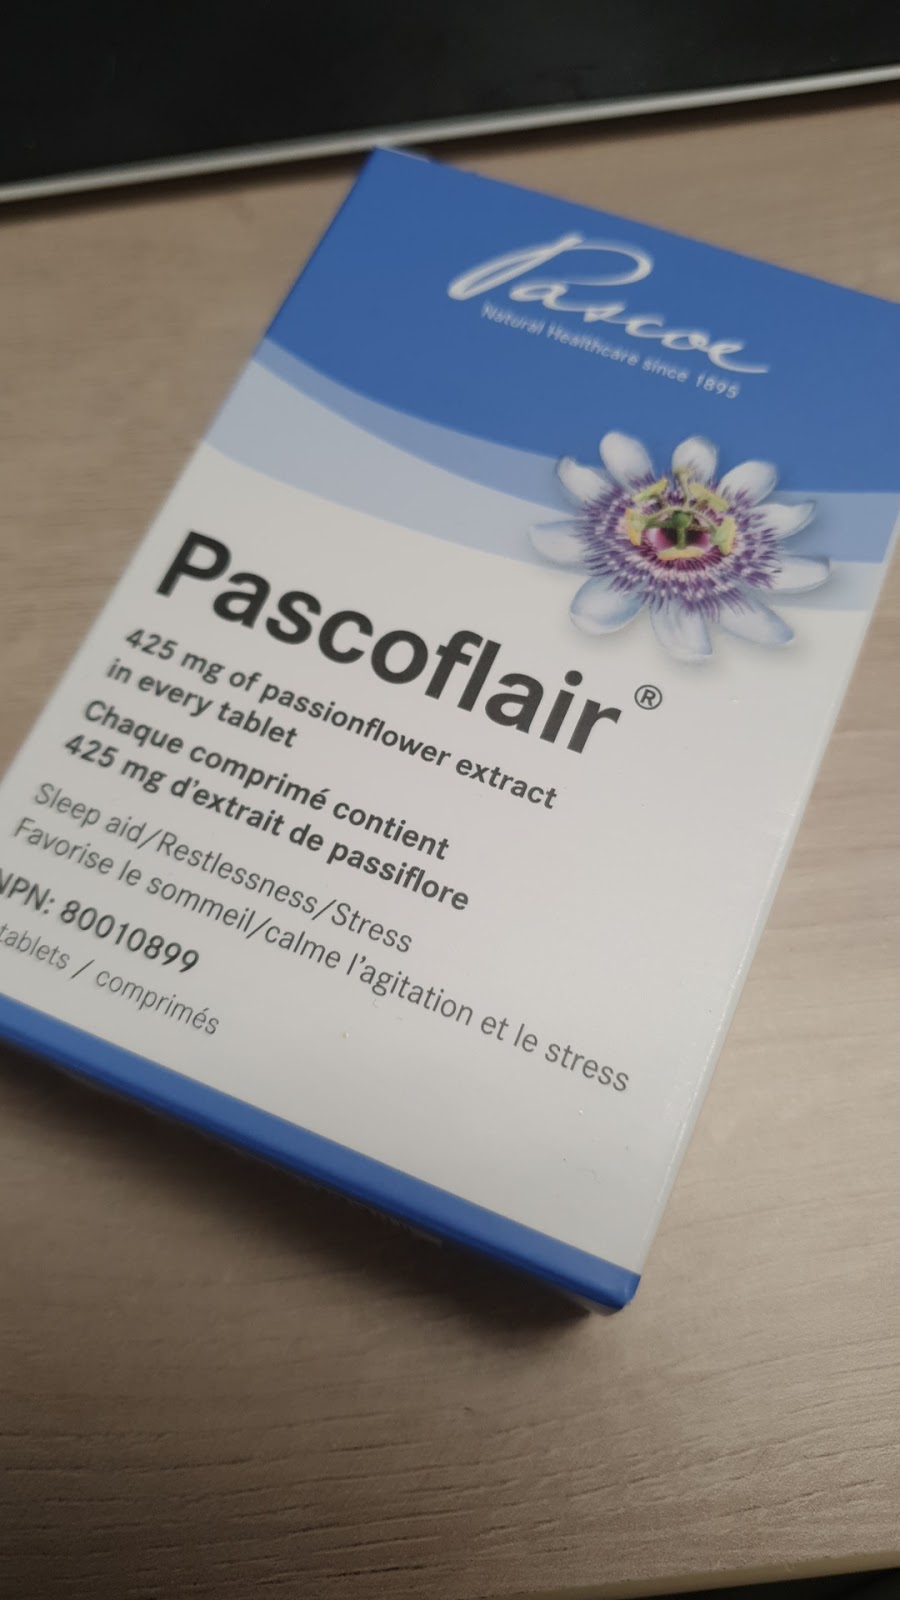 Pascoe
Natural Healthcare since 1895
Pascoflair®
425 mg of passionflower extract
in every tablet
Chaque comprimé contient
425 mg d'extrait de passiflore
Sleep aid/Restlessness/Stress
Favorise le sommeil/calme l'agitation et le stress
NPN: 80010899
tablets / comprimés